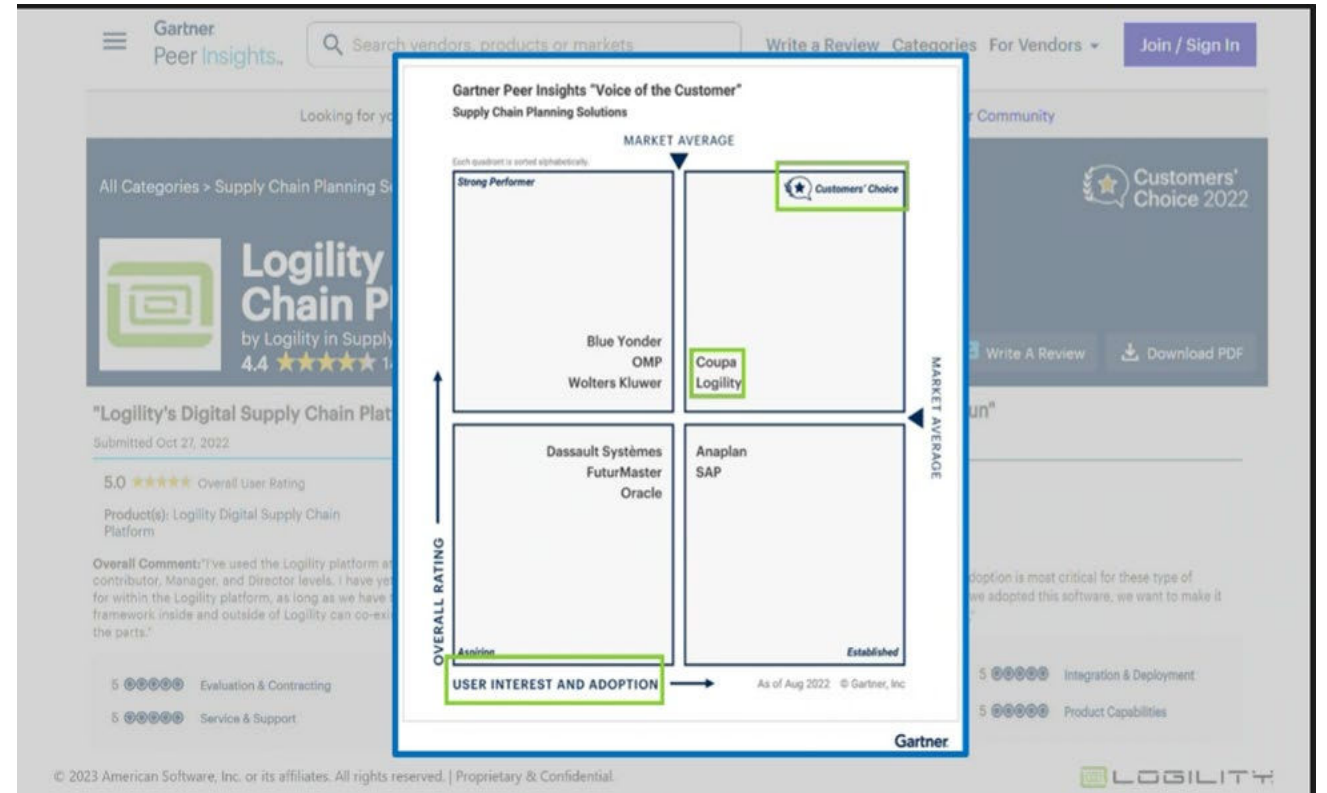 Gartner
Peer Insights™
Search vendors, products or markets
Write a Review Categories For Vendors
Join / Sign In
Looking for yo
r Community
All Categories > Supply Chain Planning S
Customers'
Choice 2022
Logility
Chain P
by Logility in Supply
4.4
Write A Review
Download PDF
"Logility's Digital Supply Chain Plat
un"
Submitted Oct 27, 2022
5.0 Overall User Rating
Product(s): Logility Digital Supply Chain
Platform
Overall Comment:"I've used the Logility platform at
contributor, Manager, and Director levels. I have yet
for within the Logility platform, as long as we have
framework inside and outside of Logility can co-exi
the parts."
doption is most critical for these type of
we adopted this software, we want to make it
5 Evaluation & Contracting
5 Service & Support
5 Integration & Deployment
5 Product Capabilities
Gartner Peer Insights "Voice of the Customer"
Supply Chain Planning Solutions
MARKET AVERAGE
Each quadrant is sorted alphabetically.
Strong Performer
Customers' Choice
Blue Yonder
OMP
Wolters Kluwer
Coupa
Logility
MARKET AVERAGE
Dassault Systèmes
FuturMaster
Oracle
Anaplan
SAP
OVERALL RATING
Aspiring
Established
USER INTEREST AND ADOPTION
As of Aug 2022 © Gartner, Inc
Gartner
© 2023 American Software, Inc. or its affiliates. All rights reserved. | Proprietary & Confidential.
LOGILITY